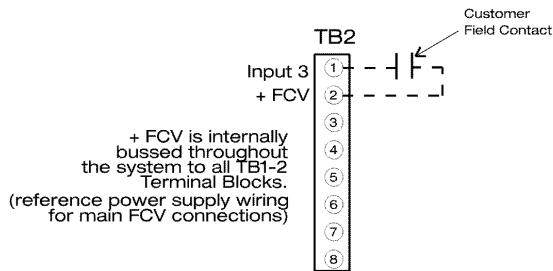 Customer
Field Contact
TB2
Input 3
1
+ FCV
2
3
4
5
6
7
8
+ FCV is internally
bussed throughout
the system to all TB1-2
Terminal Blocks.
(reference power supply wiring
for main FCV connections)